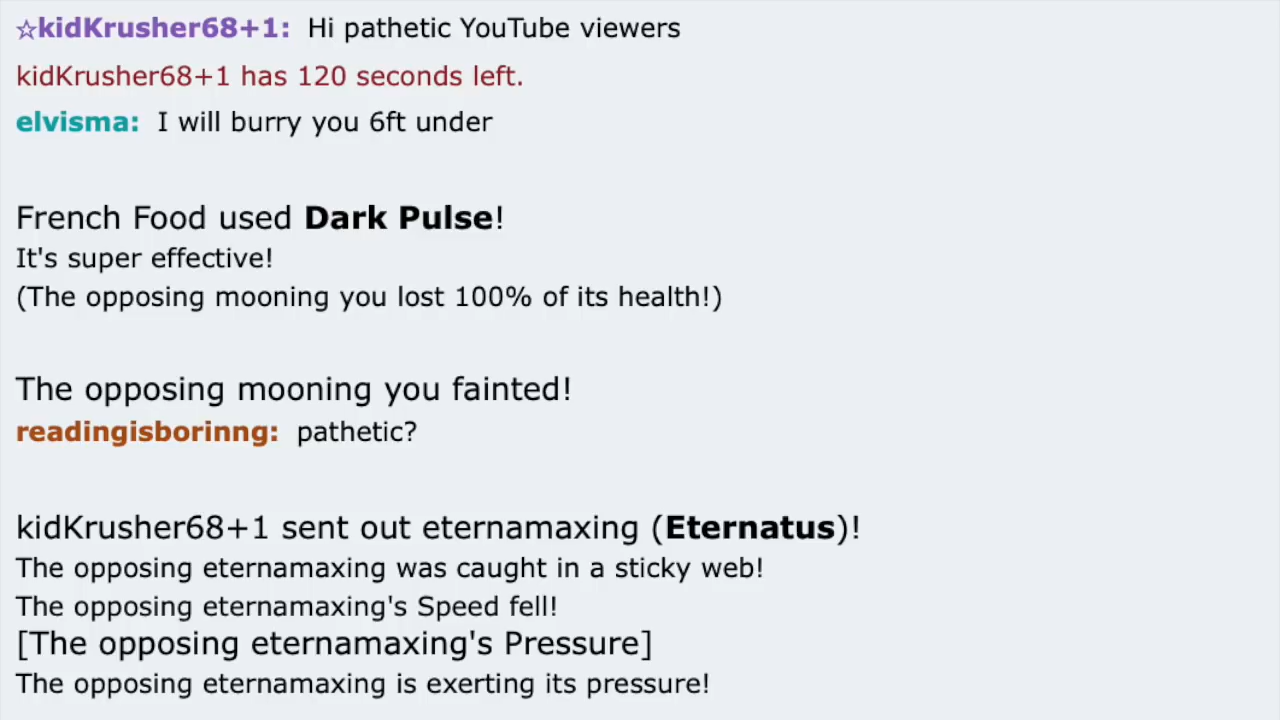 ☆kidKrusher68+1: Hi pathetic YouTube viewers
kidKrusher68+1 has 120 seconds left.
elvisma: I will burry you 6ft under
French Food used Dark Pulse!
It's super effective!
(The opposing mooning you lost 100% of its health!)
The opposing mooning you fainted!
readingisborinng: pathetic?
kidKrusher68+1 sent out eternamaxing (Eternatus)!
The opposing eternamaxing was caught in a sticky web!
The opposing eternamaxing's Speed fell!
[The opposing eternamaxing's Pressure]
The opposing eternamaxing is exerting its pressure!